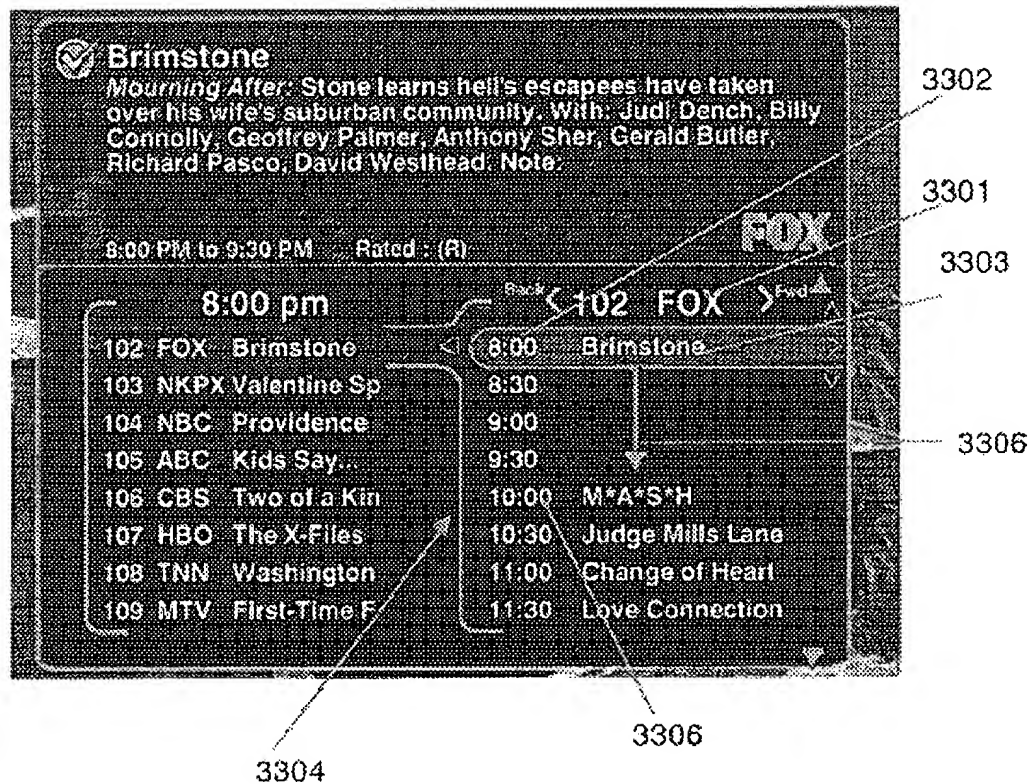 Brimstone
Mourning After: Stone learns hell's escapees have taken
over his wife's suburban community. With: Judi Dench, Billy
Connolly, Geoffrey Palmer, Anthony Sher, Gerald Butler,
Richard Pasco, David Westhead. Note:
FOX
8:00 PM to 9:30 PM Rated : (R)
8:00 pm
Back < 102 FOX > Fwd
102 FOX Brimstone
103 NKPX Valentine Sp
104 NBC Providence
105 ABC Kids Say...
106 CBS Two of a Kin
107 HBO The X-Files
108 TNN Washington
109 MTV First-Time F
8:00 Brimstone
8:30
9:00
9:30
10:00 M*A*S*H
10:30 Judge Mills Lane
11:00 Change of Heart
11:30 Love Connection
3302
3301
3303
3306
3306
3304